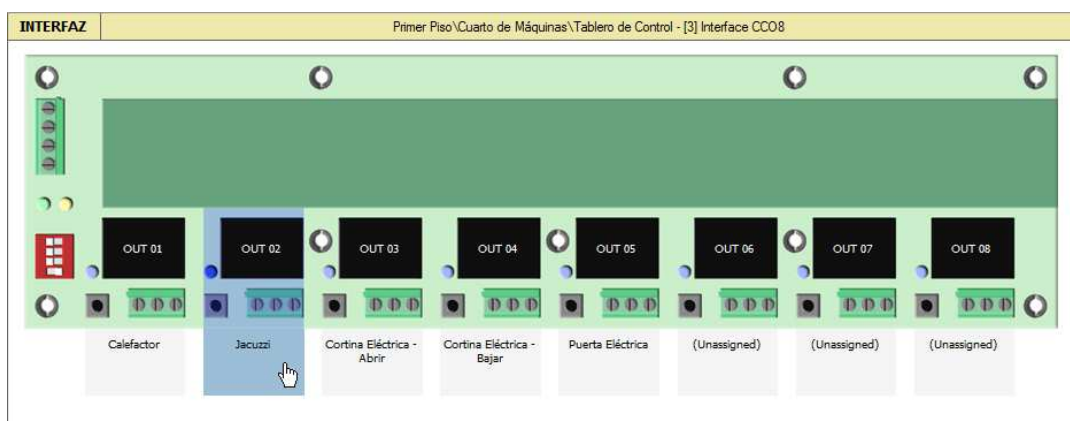 INTERFAZ
Primer Piso\Cuarto de Máquinas\Tablero de Control - [3] Interface CCO8
OUT 01
OUT 02
OUT 03
OUT 04
OUT 05
OUT 06
OUT 07
OUT 08
Calefactor
Jacuzzi
Cortina Eléctrica -
Abrir
Cortina Eléctrica -
Bajar
Puerta Eléctrica
(Unassigned)
(Unassigned)
(Unassigned)